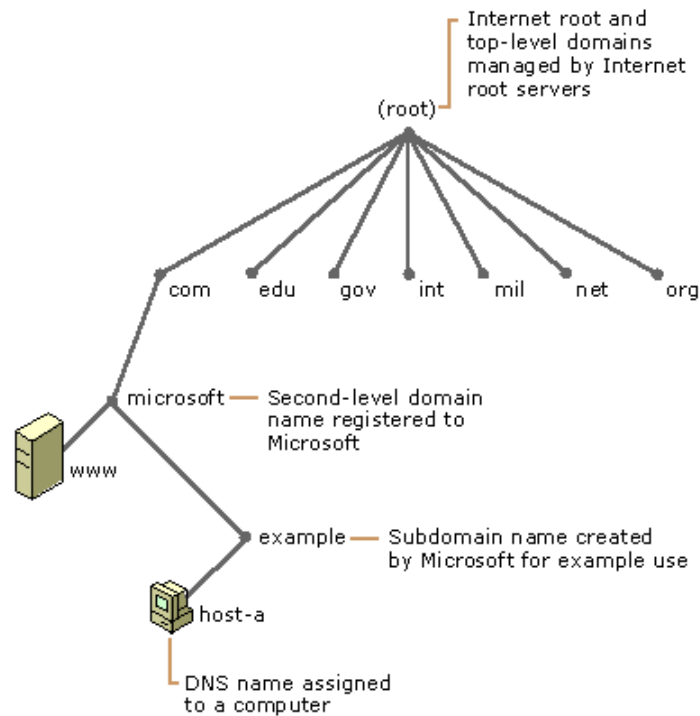 Internet root and
top-level domains
managed by Internet
root servers
(root)
com edu gov int mil net org
microsoft
Second-level domain
name registered to
Microsoft
www
example
Subdomain name created
by Microsoft for example use
host-a
DNS name assigned
to a computer